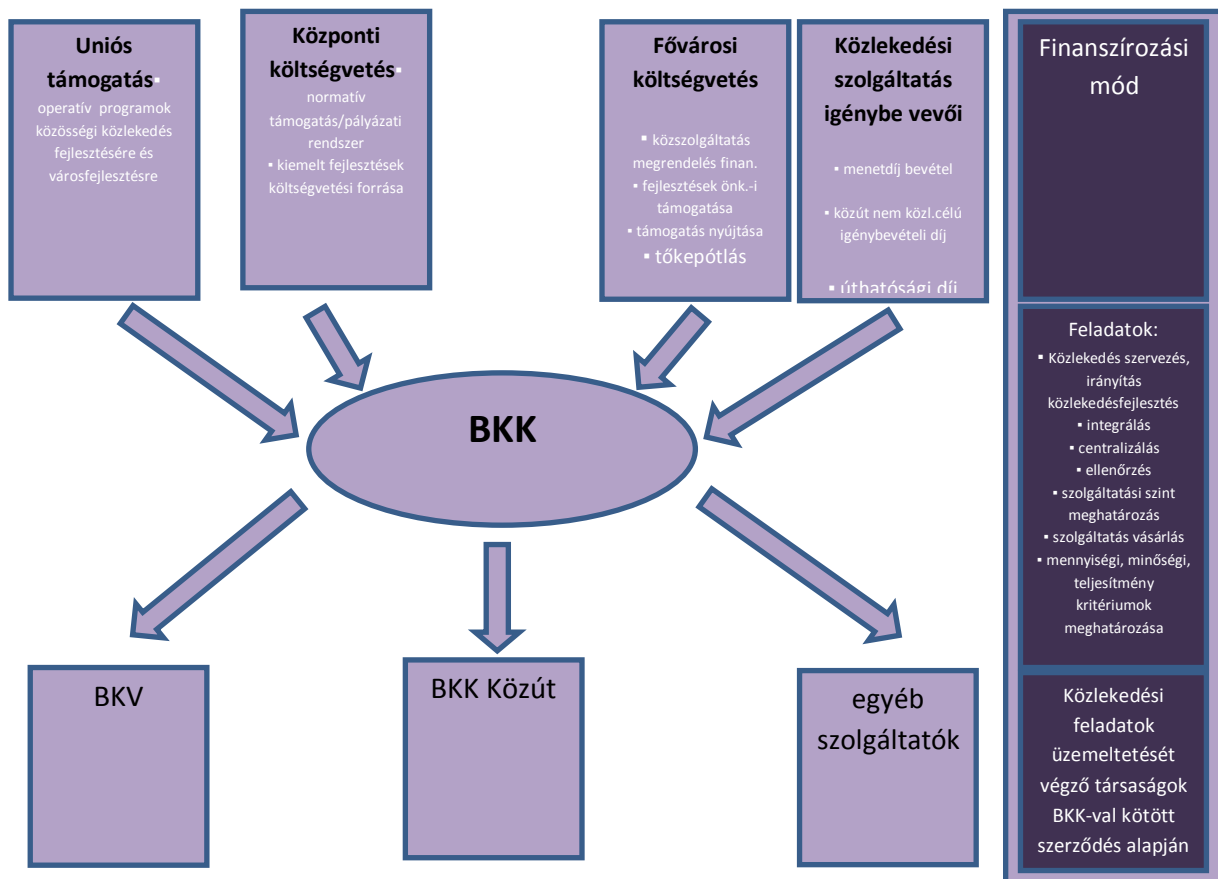 Uniós
támogatás▪
operatív programok
közösségi közlekedés
fejlesztésére és
városfejlesztésre
Központi
költségvetés▪
normatív
támogatás/pályázati
rendszer
▪ kiemelt fejlesztések
költségvetési forrása
Fővárosi
költségvetés
▪ közszolgáltatás
megrendelés finan.
▪ fejlesztések önk.-i
támogatása
▪ támogatás nyújtása
▪ tőkepótlás
Közlekedési
szolgáltatás
igénybe vevői
▪ menetdíj bevétel
▪ közút nem közl.célú
igénybevételi díj
▪ úthatósági díj
Finanszírozási
mód
BKK
Feladatok:
▪ Közlekedés szervezés,
irányítás
közlekedésfejlesztés
▪ integrálás
▪ centralizálás
▪ ellenőrzés
▪ szolgáltatási szint
meghatározás
▪ szolgáltatás vásárlás
▪ mennyiségi, minőségi,
teljesítmény
kritériumok
meghatározása
BKV
BKK Közút
egyéb
szolgáltatók
Közlekedési
feladatok
üzemeltetését
végző társaságok
BKK-val kötött
szerződés alapján